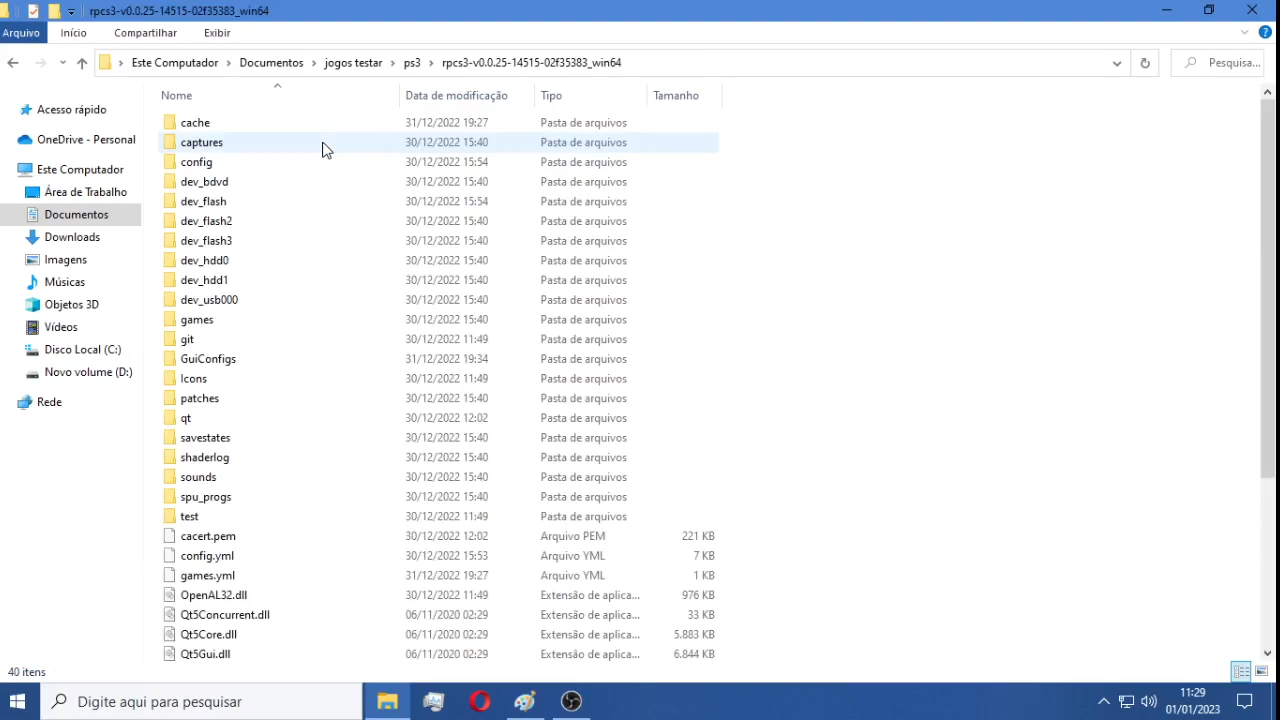 rpcs3-v0.0.25-14515-02f35383_win64
Arquivo Início Compartilhar Exibir
Este Computador Documentos jogos testar ps3 rpcs3-v0.0.25-14515-02f35383_win64 Pesquisa...
Nome Data de modificação Tipo Tamanho
Acesso rápido
OneDrive - Personal
Este Computador
Área de Trabalho
Documentos
Downloads
Imagens
Músicas
Objetos 3D
Vídeos
Disco Local (C:)
Novo volume (D:)
Rede
cache 31/12/2022 19:27 Pasta de arquivos
captures 30/12/2022 15:40 Pasta de arquivos
config 30/12/2022 15:54 Pasta de arquivos
dev_bdvd 30/12/2022 15:40 Pasta de arquivos
dev_flash 30/12/2022 15:54 Pasta de arquivos
dev_flash2 30/12/2022 15:40 Pasta de arquivos
dev_flash3 30/12/2022 15:40 Pasta de arquivos
dev_hdd0 30/12/2022 15:40 Pasta de arquivos
dev_hdd1 30/12/2022 15:40 Pasta de arquivos
dev_usb000 30/12/2022 15:40 Pasta de arquivos
games 30/12/2022 15:40 Pasta de arquivos
git 30/12/2022 11:49 Pasta de arquivos
GuiConfigs 31/12/2022 19:34 Pasta de arquivos
Icons 30/12/2022 11:49 Pasta de arquivos
patches 30/12/2022 15:40 Pasta de arquivos
qt 30/12/2022 12:02 Pasta de arquivos
savestates 30/12/2022 15:40 Pasta de arquivos
shaderlog 30/12/2022 15:40 Pasta de arquivos
sounds 30/12/2022 15:40 Pasta de arquivos
spu_progs 30/12/2022 15:40 Pasta de arquivos
test 30/12/2022 11:49 Pasta de arquivos
cacert.pem 30/12/2022 12:02 Arquivo PEM 221 KB
config.yml 30/12/2022 15:53 Arquivo YML 7 KB
games.yml 31/12/2022 19:27 Arquivo YML 1 KB
OpenAL32.dll 30/12/2022 11:49 Extensão de aplica... 976 KB
Qt5Concurrent.dll 06/11/2020 02:29 Extensão de aplica... 33 KB
Qt5Core.dll 06/11/2020 02:29 Extensão de aplica... 5.883 KB
Qt5Gui.dll 06/11/2020 02:29 Extensão de aplica... 6.844 KB
40 itens
Digite aqui para pesquisar
11:29
01/01/2023